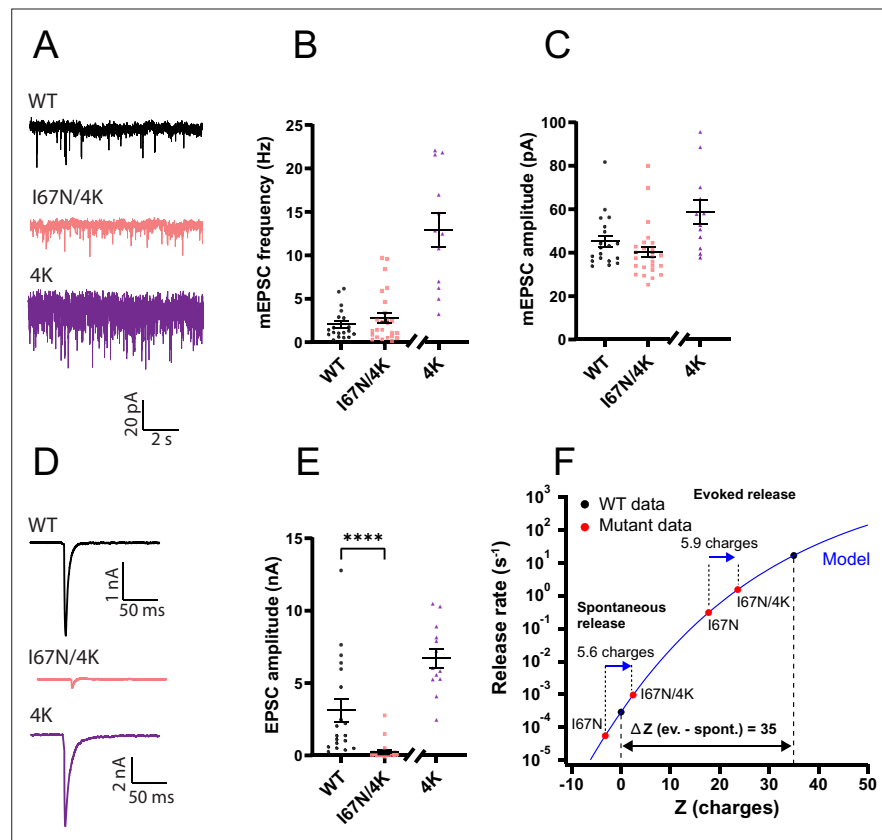 A
WT
I67N/4K
4K
20 pA
2 s
B
mEPSC frequency (Hz)
25
20
15
10
5
0
WT
I67N/4K
4K
C
mEPSC amplitude (pA)
100
80
60
40
20
0
WT
I67N/4K
4K
D
WT
1 nA
50 ms
I67N/4K
4K
2 nA
50 ms
E
EPSC amplitude (nA)
15
10
5
0
****
WT
I67N/4K
4K
F
Release rate (s⁻¹)
10³
10²
10¹
10⁰
10⁻¹
10⁻²
10⁻³
10⁻⁴
10⁻⁵
WT data
Mutant data
Evoked release
5.9 charges
Model
I67N/4K
I67N
Spontaneous
release
5.6 charges
I67N/4K
I67N
ΔZ (ev. - spont.) = 35
-10 0 10 20 30 40 50
Z (charges)